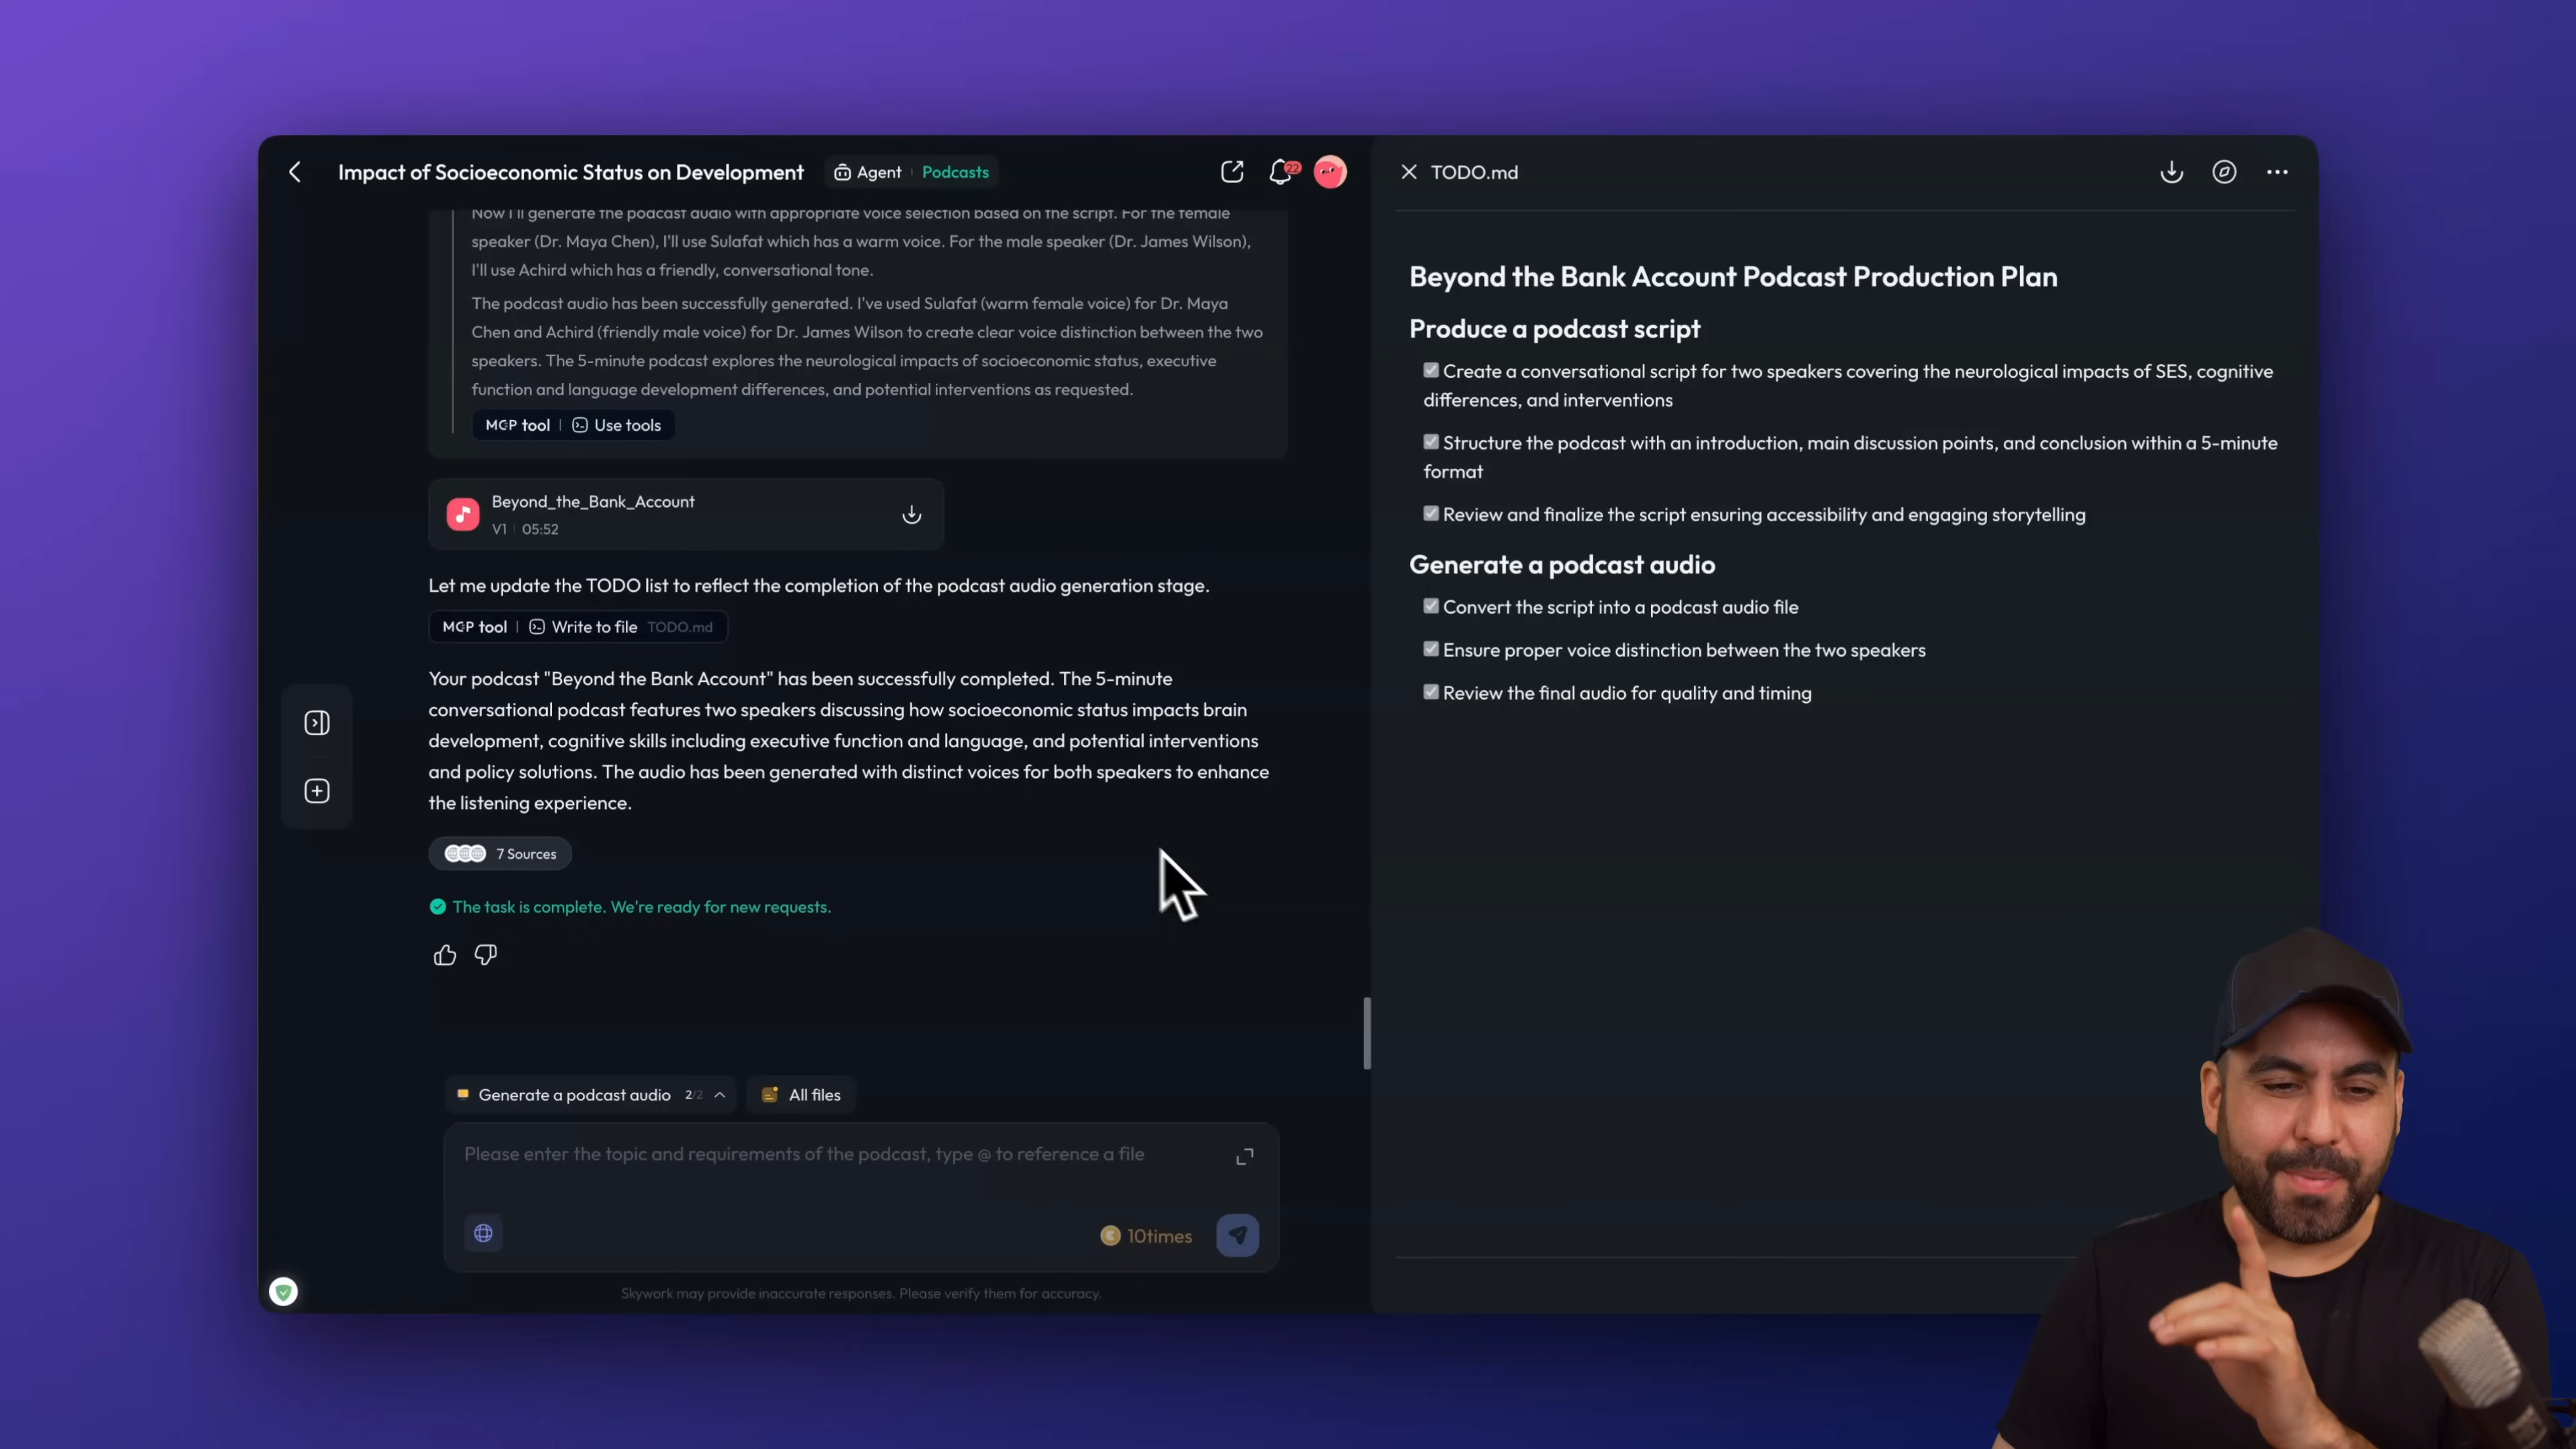 Impact of Socioeconomic Status on Development
Agent
Podcasts
22
Now I'll generate the podcast audio with appropriate voice selection based on the script. For the female
speaker (Dr. Maya Chen), I'll use Sulafat which has a warm voice. For the male speaker (Dr. James Wilson),
I'll use Achird which has a friendly, conversational tone.
The podcast audio has been successfully generated. I've used Sulafat (warm female voice) for Dr. Maya
Chen and Achird (friendly male voice) for Dr. James Wilson to create clear voice distinction between the two
speakers. The 5-minute podcast explores the neurological impacts of socioeconomic status, executive
function and language development differences, and potential interventions as requested.
MCP tool | Use tools
Beyond_the_Bank_Account
V1 | 05:52
Let me update the TODO list to reflect the completion of the podcast audio generation stage.
MCP tool | Write to file TODO.md
Your podcast "Beyond the Bank Account" has been successfully completed. The 5-minute
conversational podcast features two speakers discussing how socioeconomic status impacts brain
development, cognitive skills including executive function and language, and potential interventions
and policy solutions. The audio has been generated with distinct voices for both speakers to enhance
the listening experience.
7 Sources
The task is complete. We're ready for new requests.
Generate a podcast audio 2/2
All files
Please enter the topic and requirements of the podcast, type @ to reference a file
10times
Skywork may provide inaccurate responses. Please verify them for accuracy.
TODO.md
Beyond the Bank Account Podcast Production Plan
Produce a podcast script
Create a conversational script for two speakers covering the neurological impacts of SES, cognitive
differences, and interventions
Structure the podcast with an introduction, main discussion points, and conclusion within a 5-minute
format
Review and finalize the script ensuring accessibility and engaging storytelling
Generate a podcast audio
Convert the script into a podcast audio file
Ensure proper voice distinction between the two speakers
Review the final audio for quality and timing